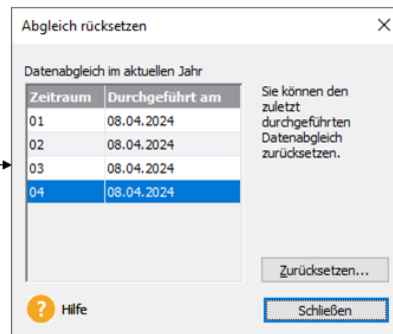 Abgleich rücksetzen
Datenabgleich im aktuellen Jahr
Zeitraum Durchgeführt am
01 08.04.2024
02 08.04.2024
03 08.04.2024
04 08.04.2024
Sie können den
zuletzt
durchgeführten
Datenabgleich
zurücksetzen.
Zurücksetzen...
Hilfe
Schließen